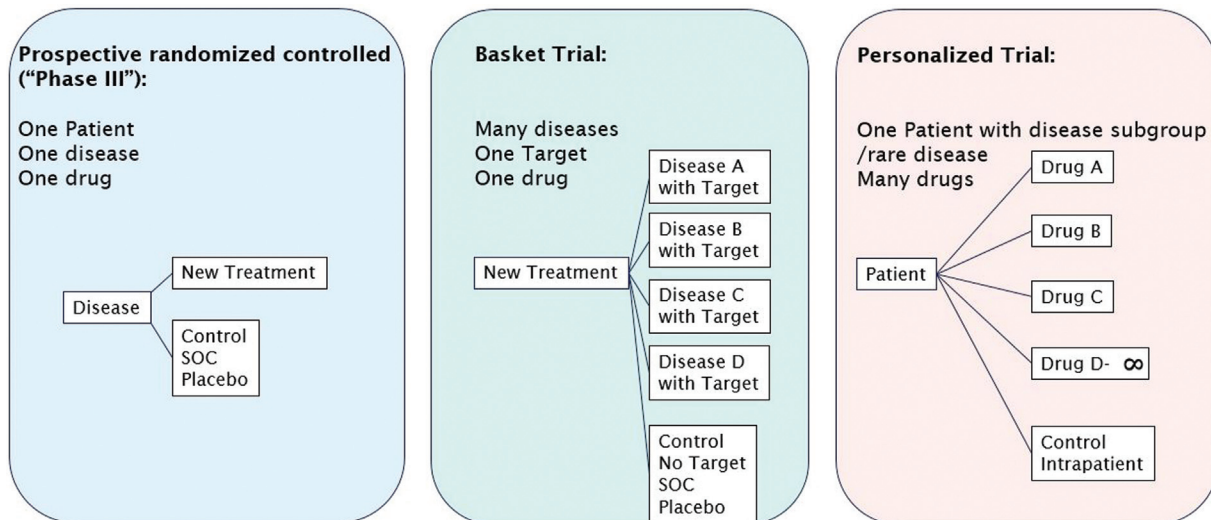 Prospective randomized controlled
(“Phase III”):
One Patient
One disease
One drug
Disease
New Treatment
Control
SOC
Placebo
Basket Trial:
Many diseases
One Target
One drug
New Treatment
Disease A
with Target
Disease B
with Target
Disease C
with Target
Disease D
with Target
Control
No Target
SOC
Placebo
Personalized Trial:
One Patient with disease subgroup
/rare disease
Many drugs
Patient
Drug A
Drug B
Drug C
Drug D- ∞
Control
Intrapatient